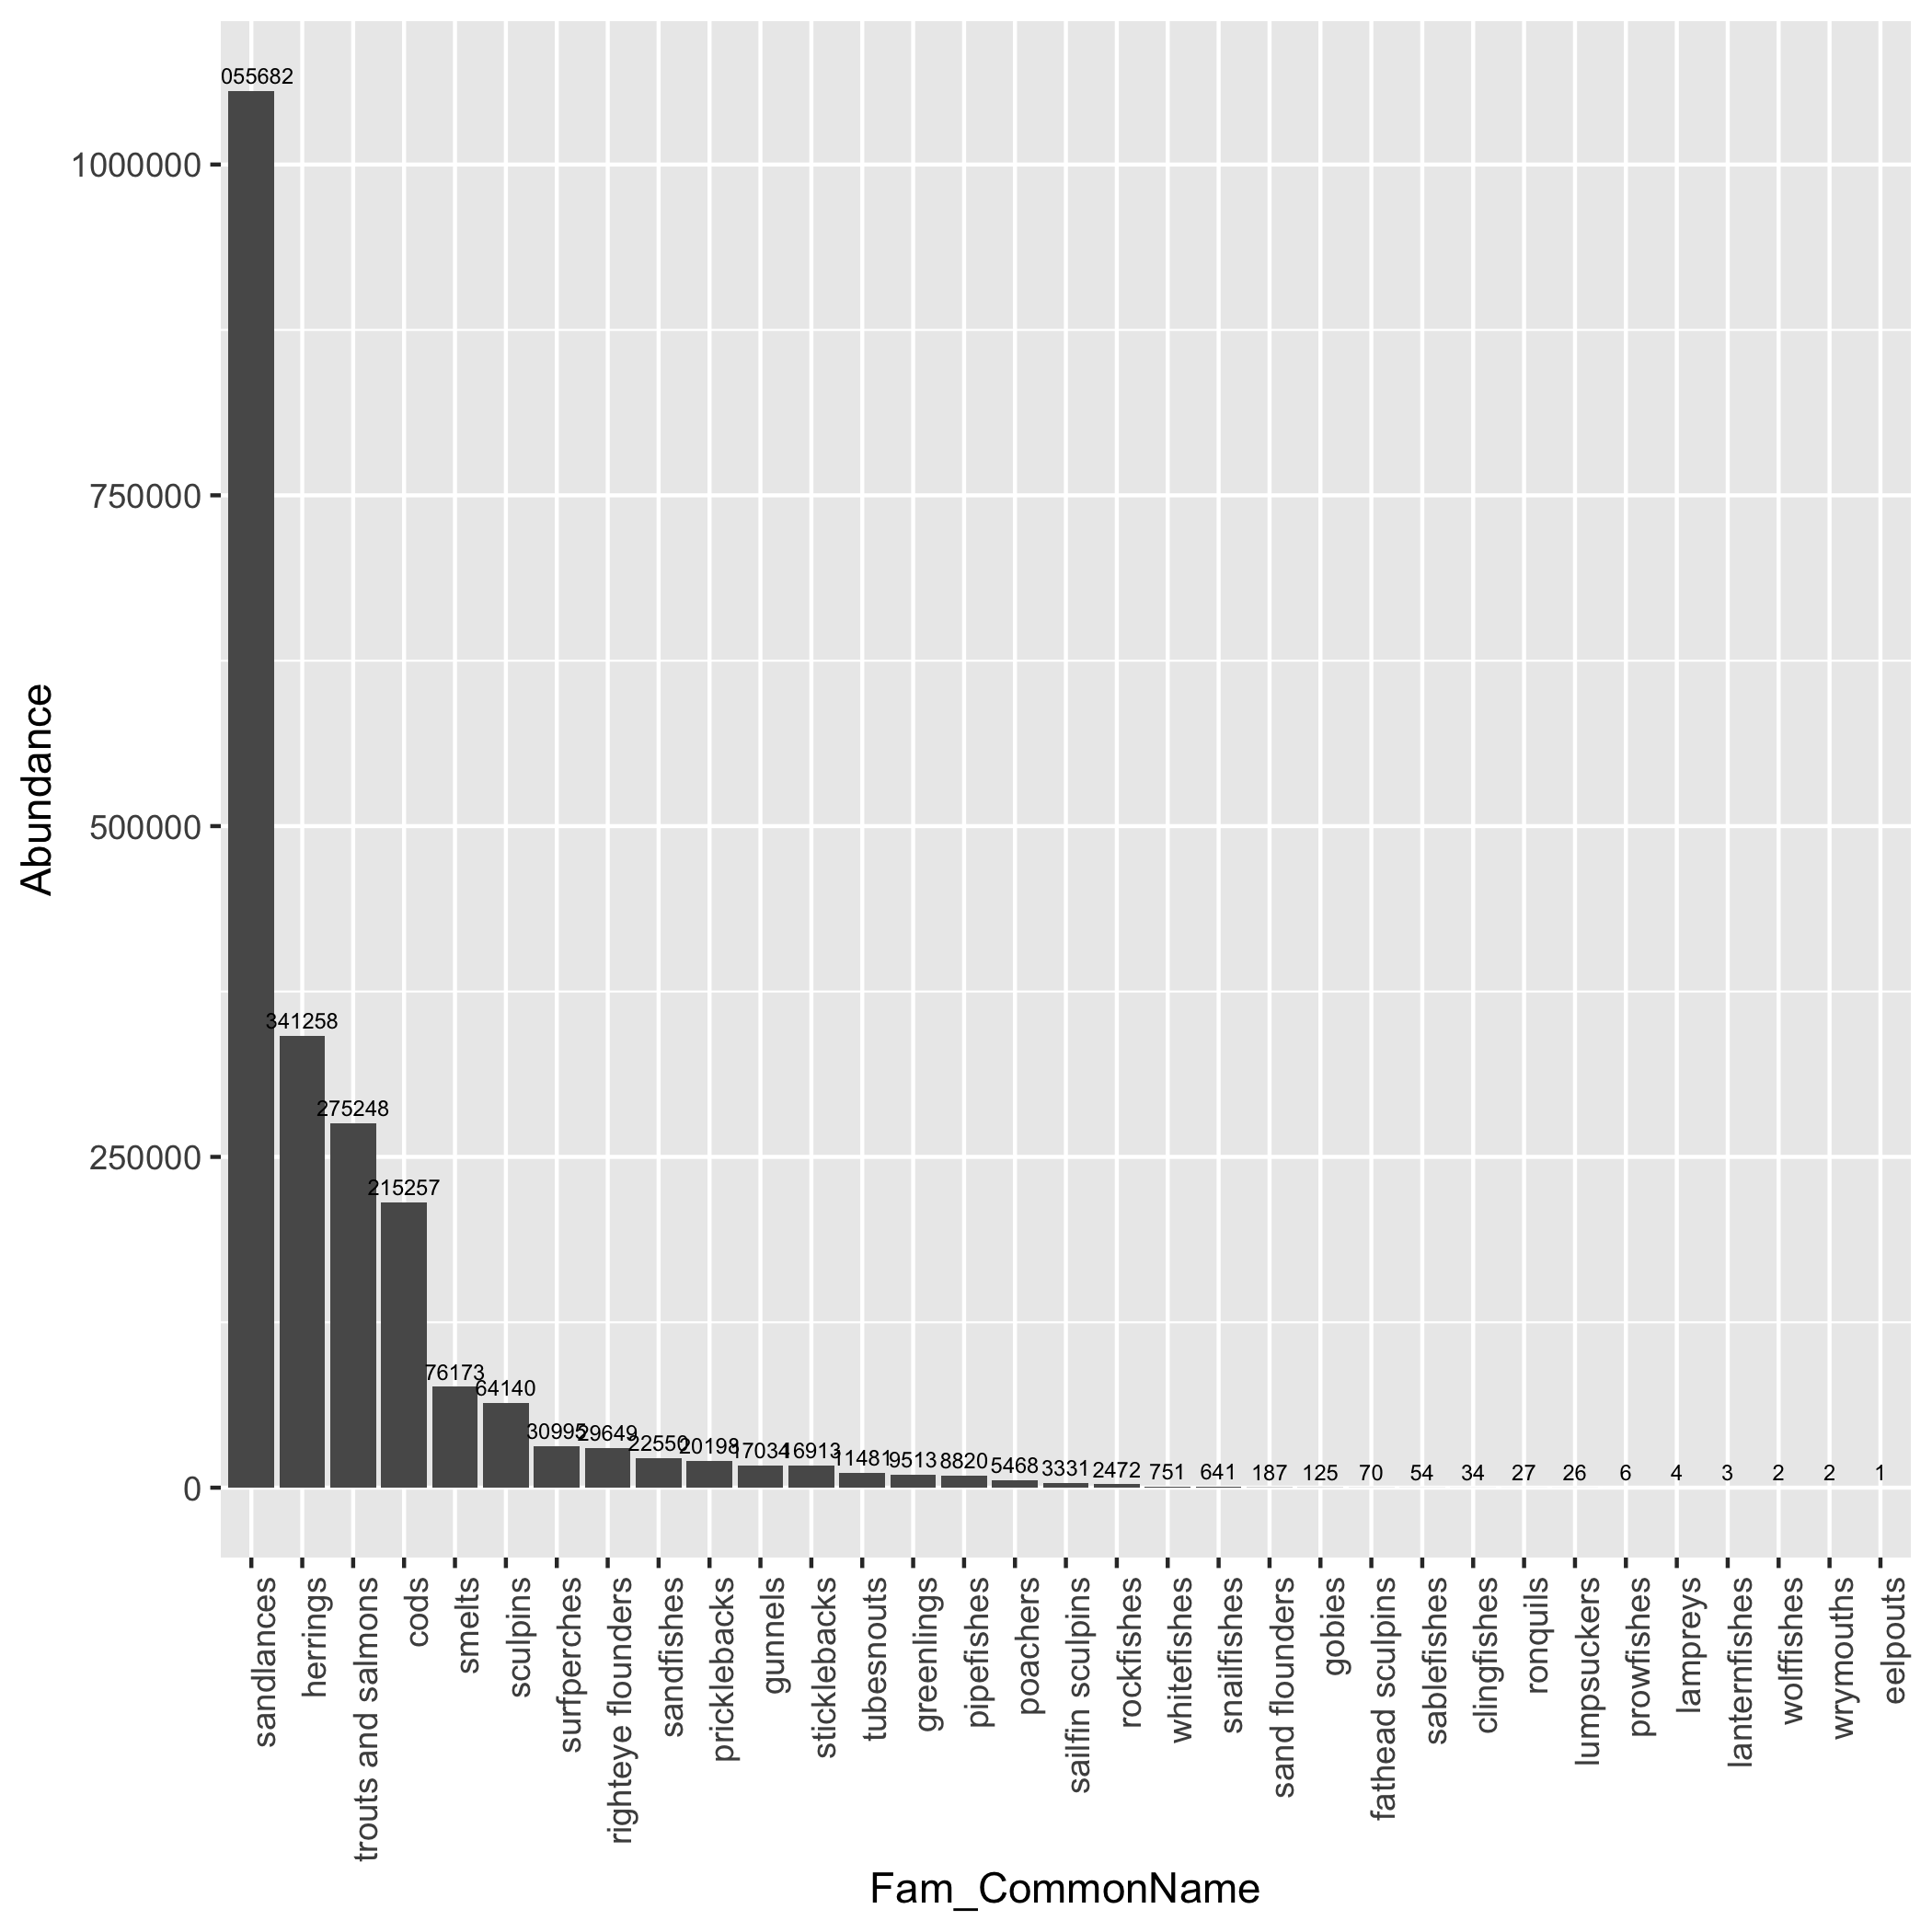 055682
1000000
750000
500000
250000
0
Abundance
341258
275248
215257
76173
64140
30995
29649
22550
20198
17034
16913
11481
9513
8820
5468
3331
2472
751
641
187
125
70
54
34
27
26
6
4
3
2
2
1
sandlances
herrings
trouts and salmons
cods
smelts
sculpins
surfperches
righteye flounders
sandfishes
pricklebacks
gunnels
sticklebacks
tubesnouts
greenlings
pipefishes
poachers
sailfin sculpins
rockfishes
whitefishes
snailfishes
sand flounders
gobies
fathead sculpins
sablefishes
clingfishes
ronquils
lumpsuckers
prowfishes
lampreys
lanternfishes
wolffishes
wrymouths
eelpouts
Fam_CommonName